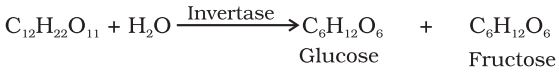 Invertase
C₁₂H₂₂O₁₁ + H₂O → C₆H₁₂O₆ + C₆H₁₂O₆
Glucose Fructose